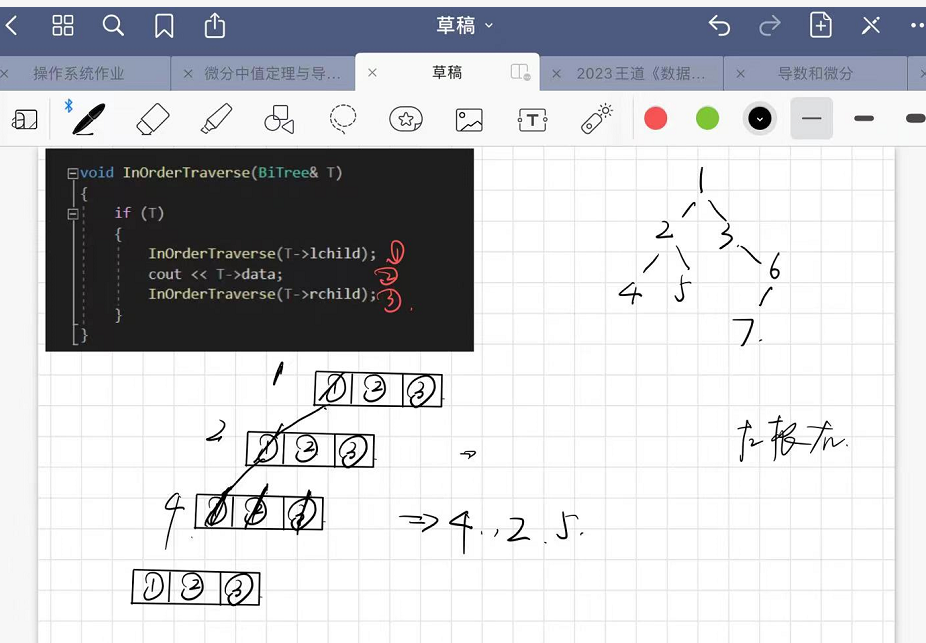 草稿
操作系统作业
微分中值定理与导...
草稿
2023王道《数据...
导数和微分
T
void InOrderTraverse(BiTree& T)
{
if (T)
{
InOrderTraverse(T->lchild); ①
cout << T->data; ②
InOrderTraverse(T->rchild); ③.
}
}
1
2 3
4 5 6
7.
1 ① ② ③
2 ① ② ③
4 ① ② ③
⇒ 4.,2.5.
① ② ③